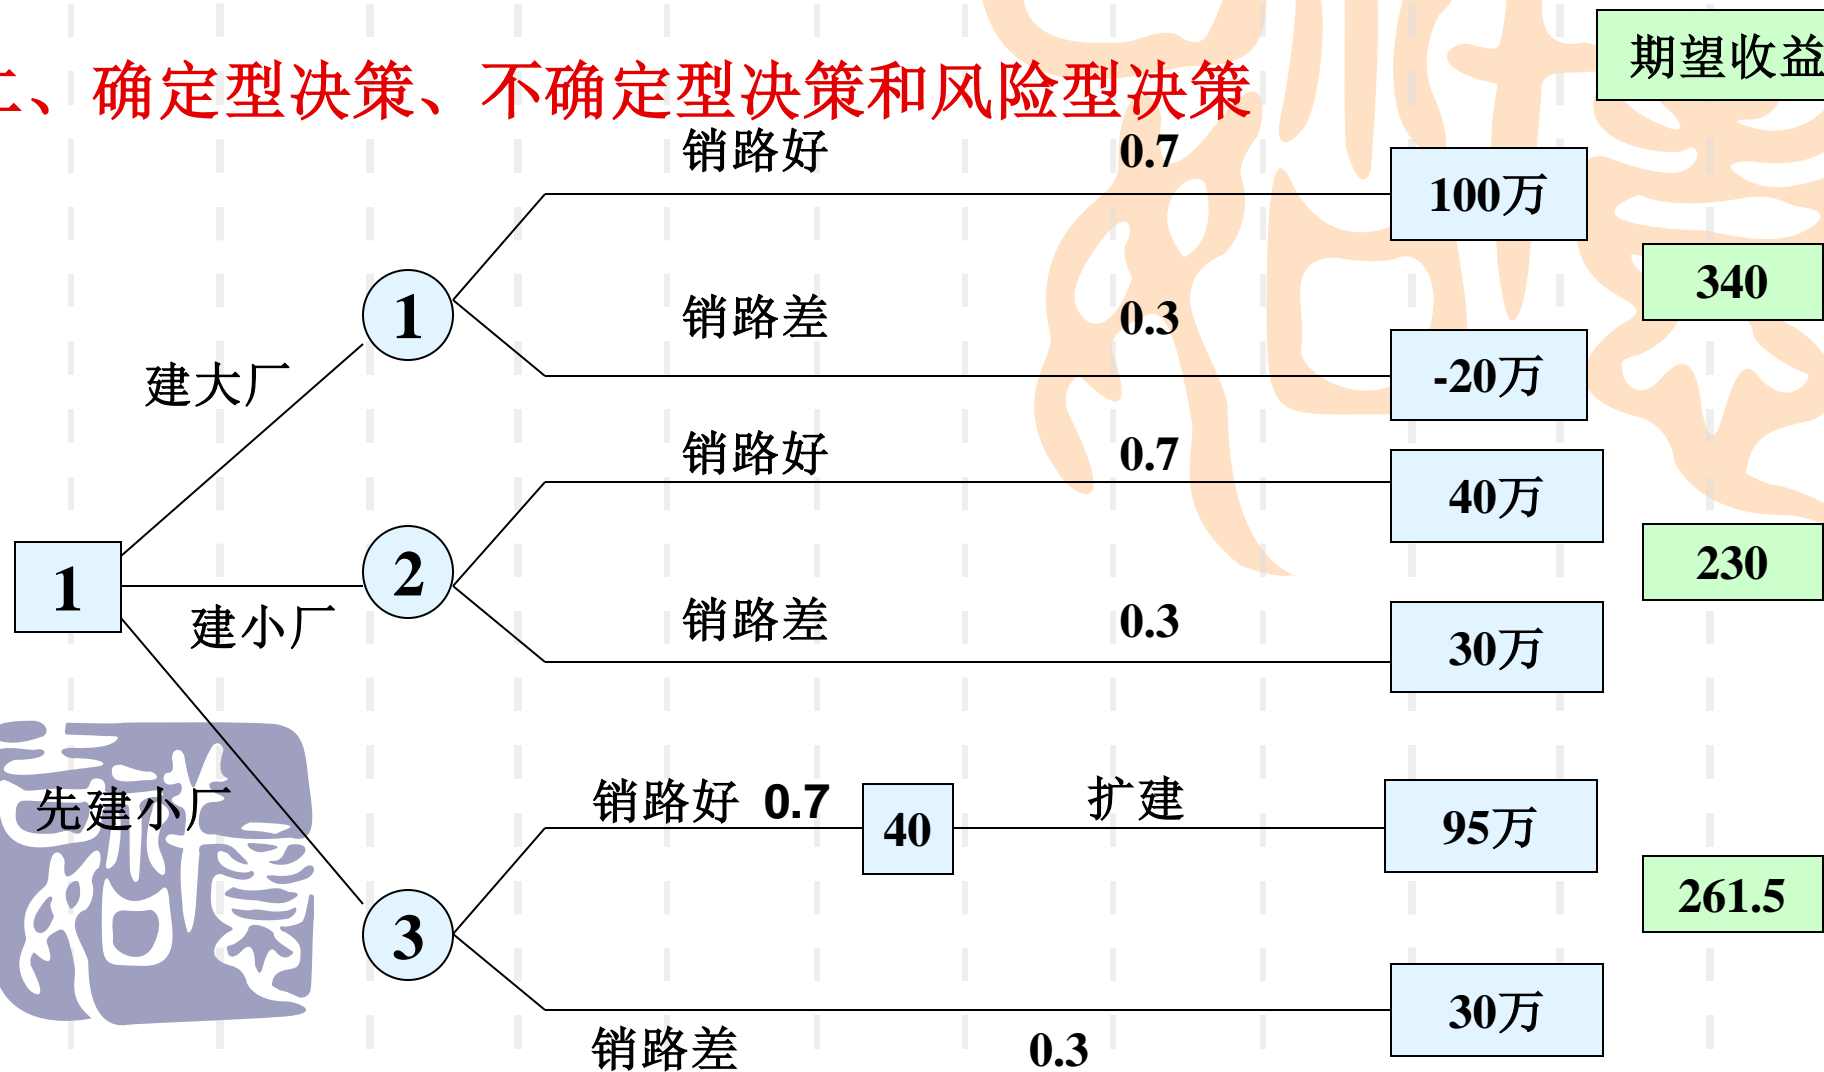 期望收益
、确定型决策、不确定型决策和风险型决策
销路好 0.7
100万
340
销路差 0.3
-20万
建大厂
1
销路好 0.7
40万
230
1
建小厂
2
销路差 0.3
30万
先建小厂
销路好 0.7
40
扩建
95万
261.5
3
30万
销路差 0.3